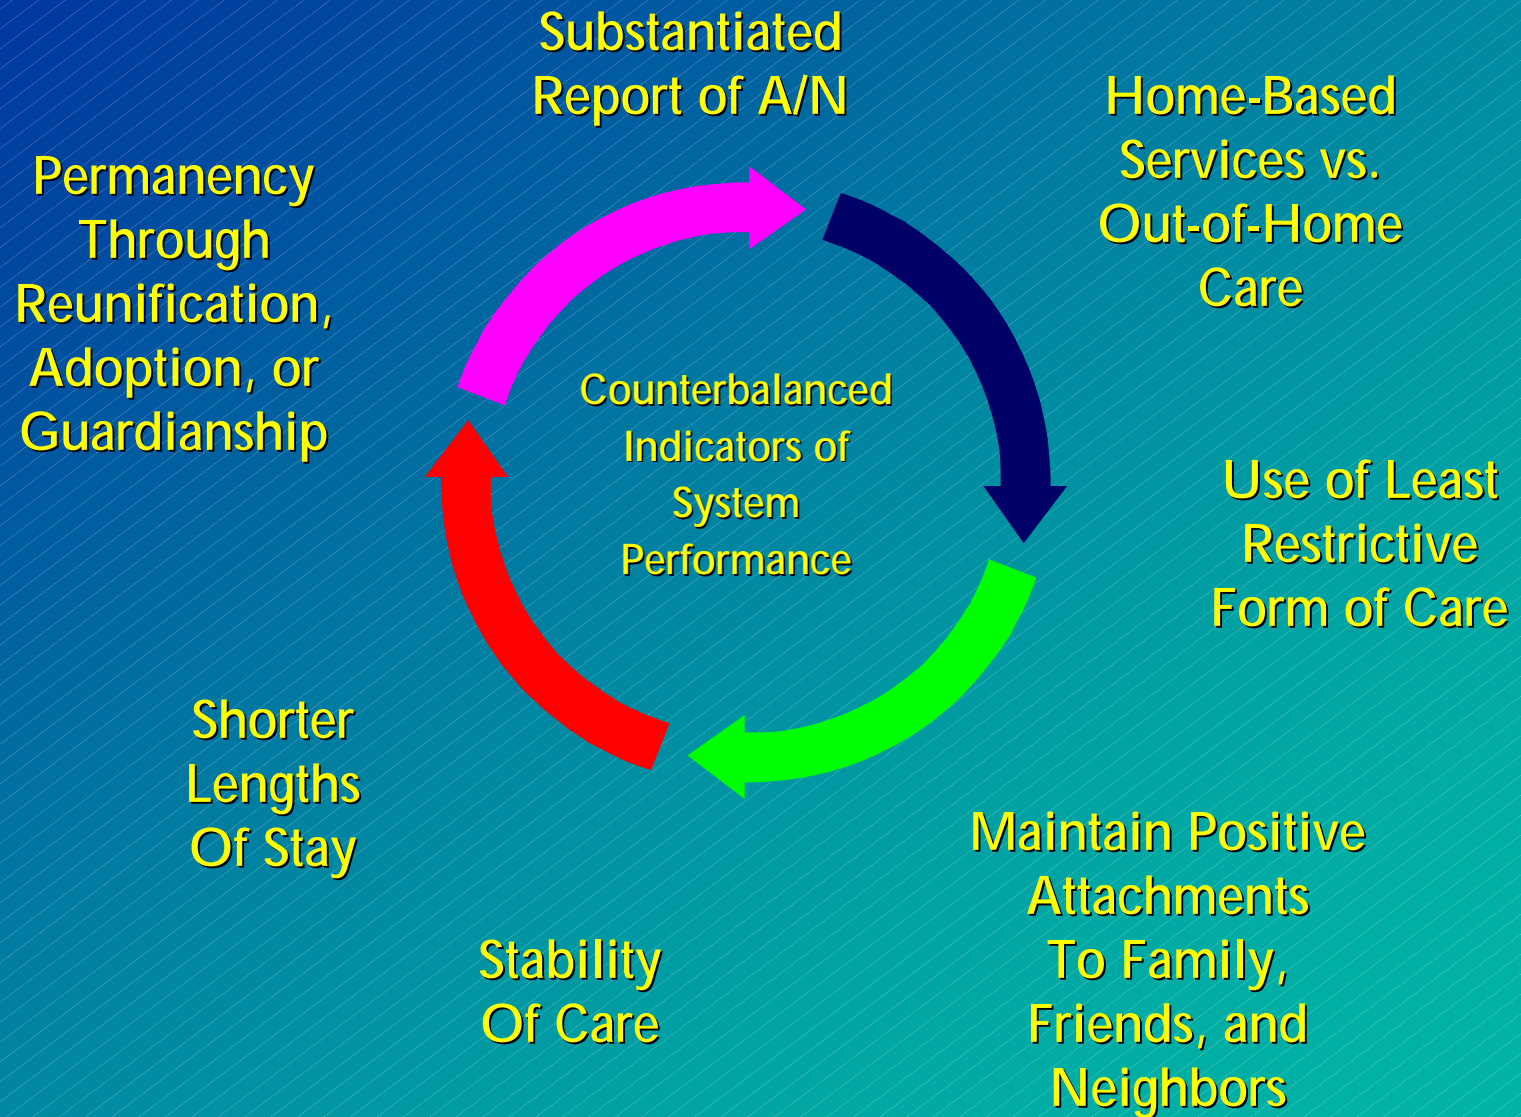 Substantiated
Report of A/N
Home-Based
Services vs.
Out-of-Home
Care
Use of Least
Restrictive
Form of Care
Maintain Positive
Attachments
To Family,
Friends, and
Neighbors
Stability
Of Care
Shorter
Lengths
Of Stay
Permanency
Through
Reunification,
Adoption, or
Guardianship
Counterbalanced
Indicators of
System
Performance